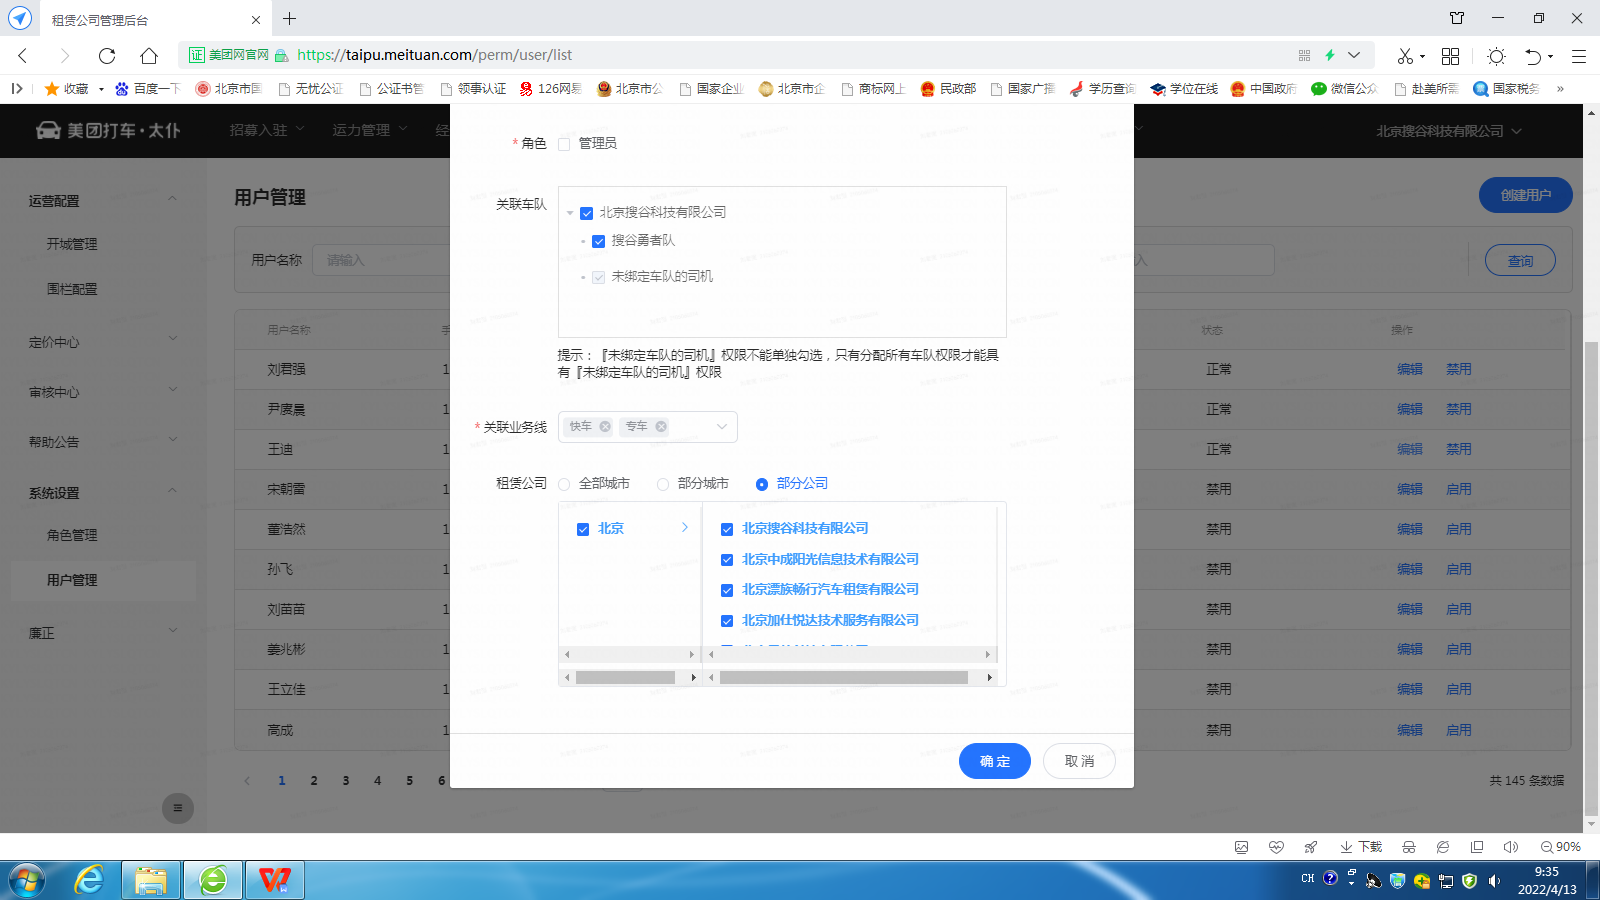 租赁公司管理后台
证 美团网官网 https://taipu.meituan.com/perm/user/list
收藏 百度一下 北京市国 无忧公证 公证书管 领事认证 126网易 北京市公 国家企业 北京市企 商标网上 民政部 国家广播 学历查询 学位在线 中国政府 微信公众 赴美所需 国家税务 »
美团打车·太仆 招募入驻 运力管理 经 北京搜谷科技有限公司
运营配置
开城管理
围栏配置
定价中心
审核中心
帮助公告
系统设置
角色管理
用户管理
廉正
用户管理 创建用户
用户名称 请输入 入 查询
用户名称 手 状态 操作
刘君强 1 正常 编辑 禁用
尹赓晨 1 正常 编辑 禁用
王迪 1 正常 编辑 禁用
宋朝雷 1 禁用 编辑 启用
董浩然 1 禁用 编辑 启用
孙飞 1 禁用 编辑 启用
刘苗苗 1 禁用 编辑 启用
姜兆彬 1 禁用 编辑 启用
王立佳 1 禁用 编辑 启用
高成 1 禁用 编辑 启用
1 2 3 4 5 6 共 145 条数据
* 角色 管理员
关联车队
北京搜谷科技有限公司
搜谷勇者队
未绑定车队的司机
提示：『未绑定车队的司机』权限不能单独勾选，只有分配所有车队权限才能具
有『未绑定车队的司机』权限
* 关联业务线 快车 专车
租赁公司 全部城市 部分城市 部分公司
北京
北京搜谷科技有限公司
北京中成阳光信息技术有限公司
北京漂族畅行汽车租赁有限公司
北京加仕悦达技术服务有限公司
确 定 取 消
下载 90%
CH 9:35
2022/4/13